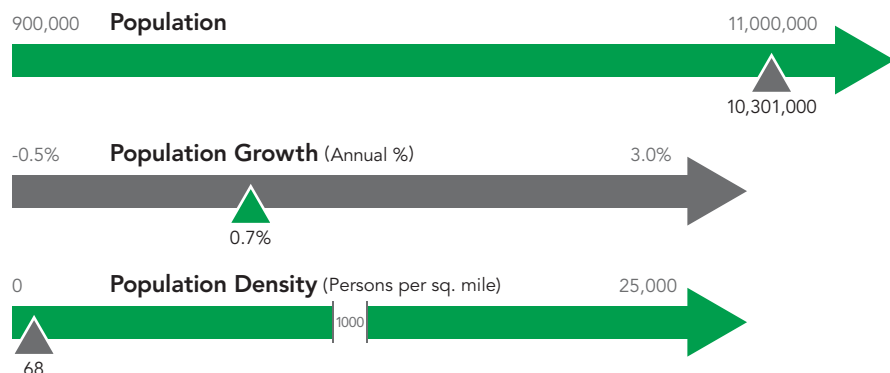 900,000 Population 11,000,000
10,301,000
-0.5% Population Growth (Annual %) 3.0%
0.7%
0 Population Density (Persons per sq. mile) 25,000
1000
68